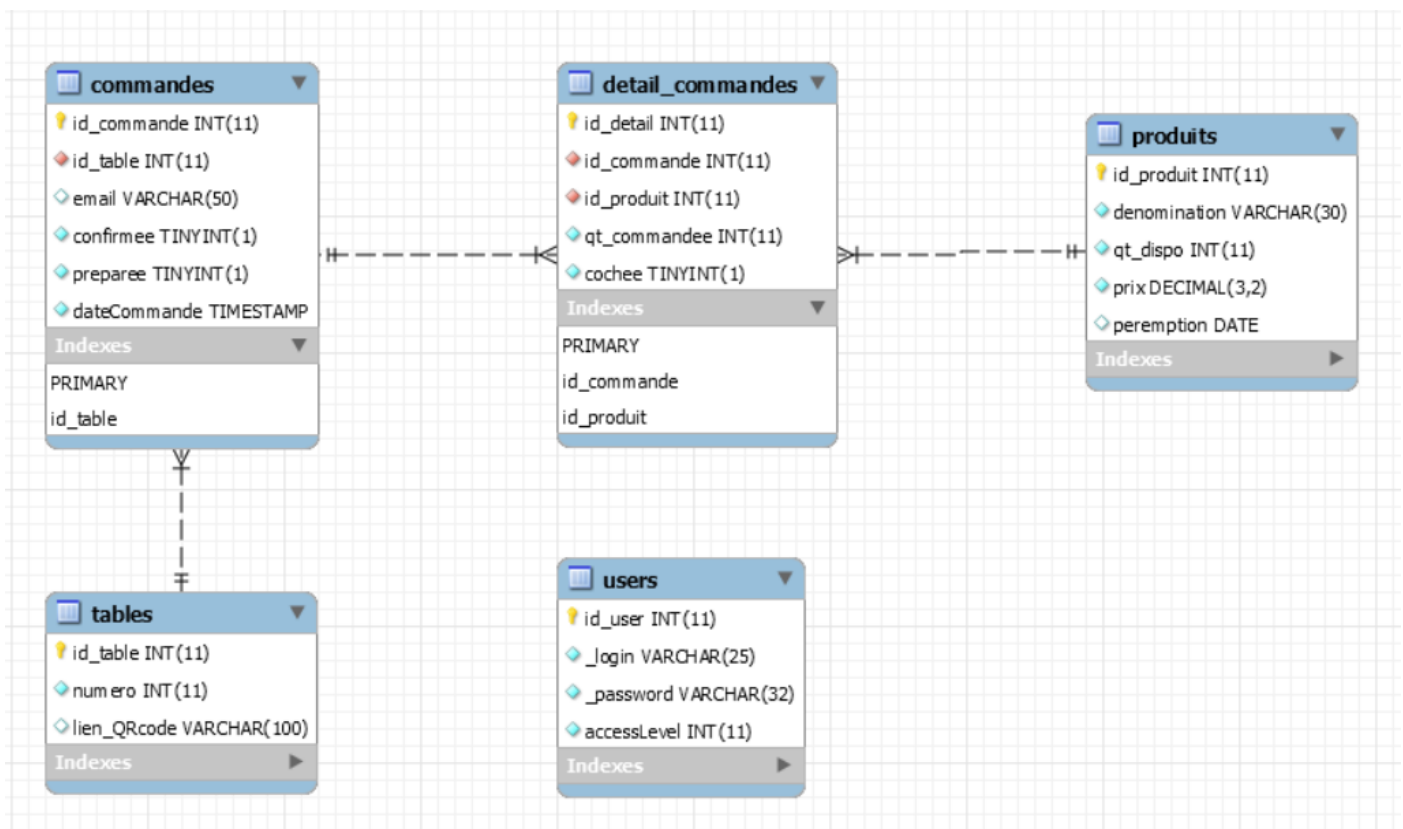 commandes
id_commande INT(11)
id_table INT(11)
email VARCHAR(50)
confirmee TINYINT(1)
preparee TINYINT(1)
dateCommande TIMESTAMP
Indexes
PRIMARY
id_table
detail_commandes
id_detail INT(11)
id_commande INT(11)
id_produit INT(11)
qt_commandee INT(11)
cochee TINYINT(1)
Indexes
PRIMARY
id_commande
id_produit
produits
id_produit INT(11)
denomination VARCHAR(30)
qt_dispo INT(11)
prix DECIMAL(3,2)
peremption DATE
Indexes
tables
id_table INT(11)
numero INT(11)
lien_QRcode VARCHAR(100)
Indexes
users
id_user INT(11)
_login VARCHAR(25)
_password VARCHAR(32)
accessLevel INT(11)
Indexes